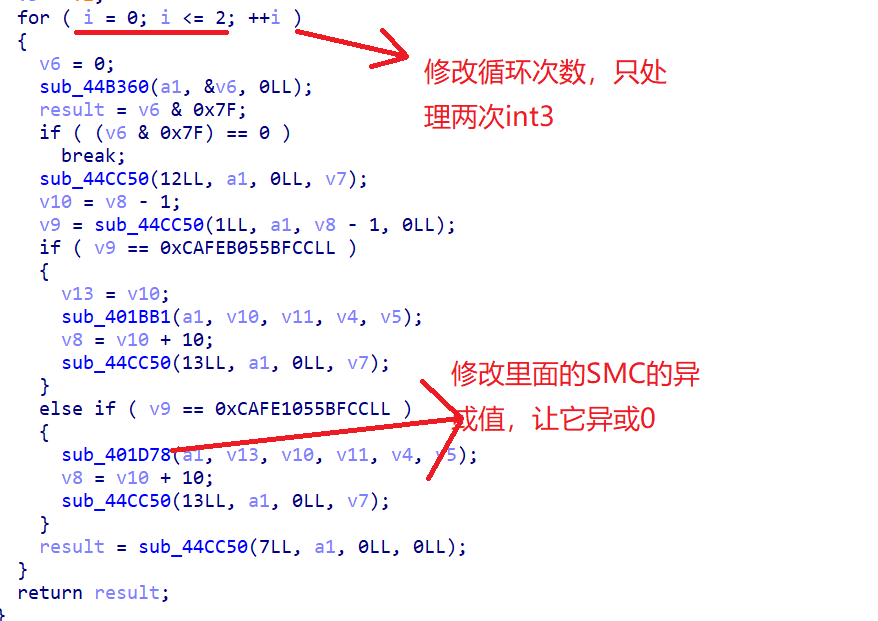 for ( i = 0; i <= 2; ++i )
{
v6 = 0;
sub_44B360(a1, &v6, 0LL);
result = v6 & 0x7F;
if ( (v6 & 0x7F) == 0 )
break;
sub_44CC50(12LL, a1, 0LL, v7);
v10 = v8 - 1;
v9 = sub_44CC50(1LL, a1, v8 - 1, 0LL);
if ( v9 == 0xCAFEB055BFCCLL )
{
v13 = v10;
sub_401BB1(a1, v10, v11, v4, v5);
v8 = v10 + 10;
sub_44CC50(13LL, a1, 0LL, v7);
}
else if ( v9 == 0xCAFE1055BFCCLL )
{
sub_401D78(a1, v13, v10, v11, v4, v5);
v8 = v10 + 10;
sub_44CC50(13LL, a1, 0LL, v7);
}
result = sub_44CC50(7LL, a1, 0LL, 0LL);
}
return result;
}
修改循环次数，只处
理两次int3
修改里面的SMC的异
或值，让它异或0